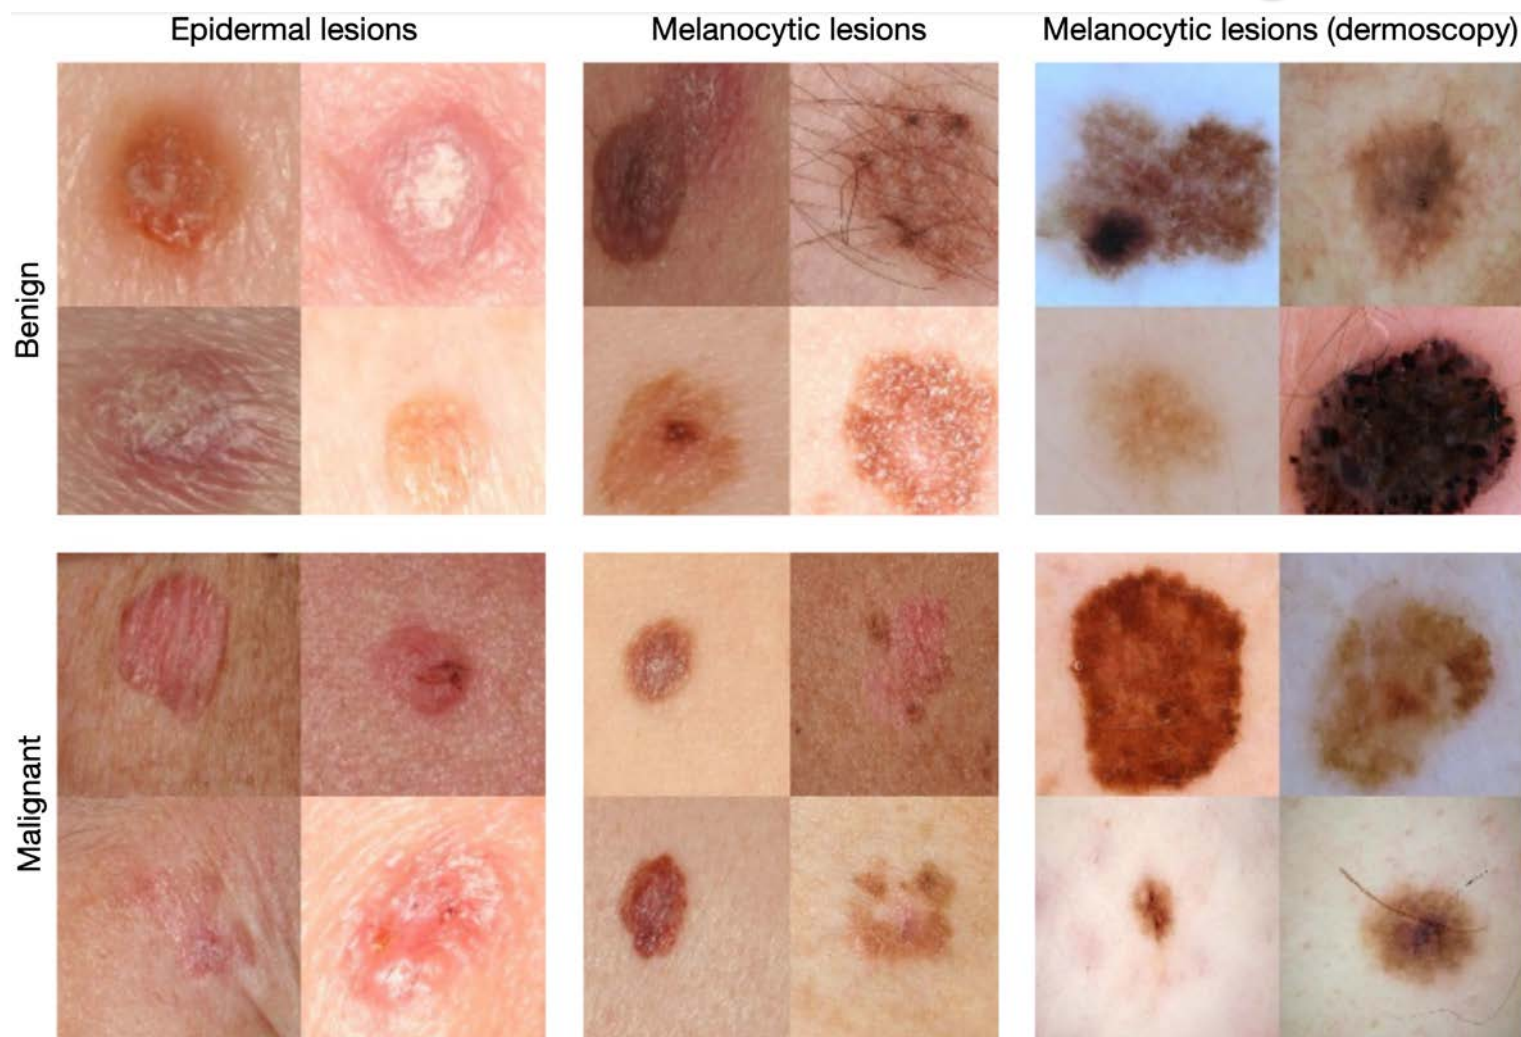 Epidermal lesions
Melanocytic lesions
Melanocytic lesions (dermoscopy)
Benign
Malignant